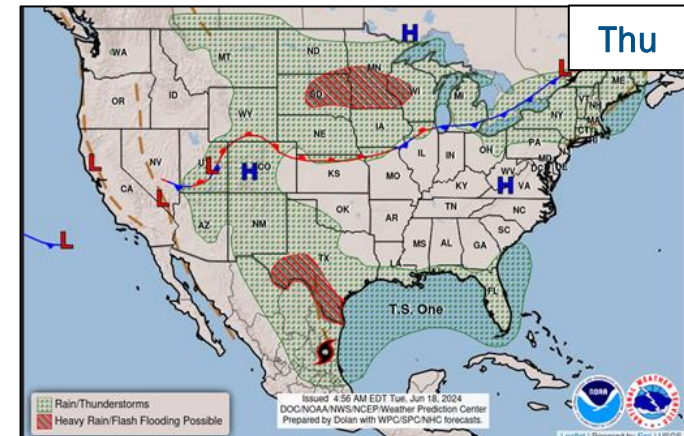 Thu
H
L
WA
MT
ND
MN
OR
ID
SD
WI
MI
ME
VT
NH
NY
MA
CT
RI
WY
NE
IA
PA
L
NV
UT
L
H
CO
KS
MO
IL
IN
OH
WV
MD
DE
DC
H
VA
KY
CA
L
AZ
NM
OK
AR
TN
NC
SC
L
TX
LA
MS
AL
GA
FL
T.S. One
Rain/Thunderstorms
Heavy Rain/Flash Flooding Possible
Issued 4:56 AM EDT Tue, Jun 18, 2024
DOC/NOAA/NWS/NCEP/Weather Prediction Center
Prepared by Dolan with WPC/SPC/NHC forecasts.
NOAA